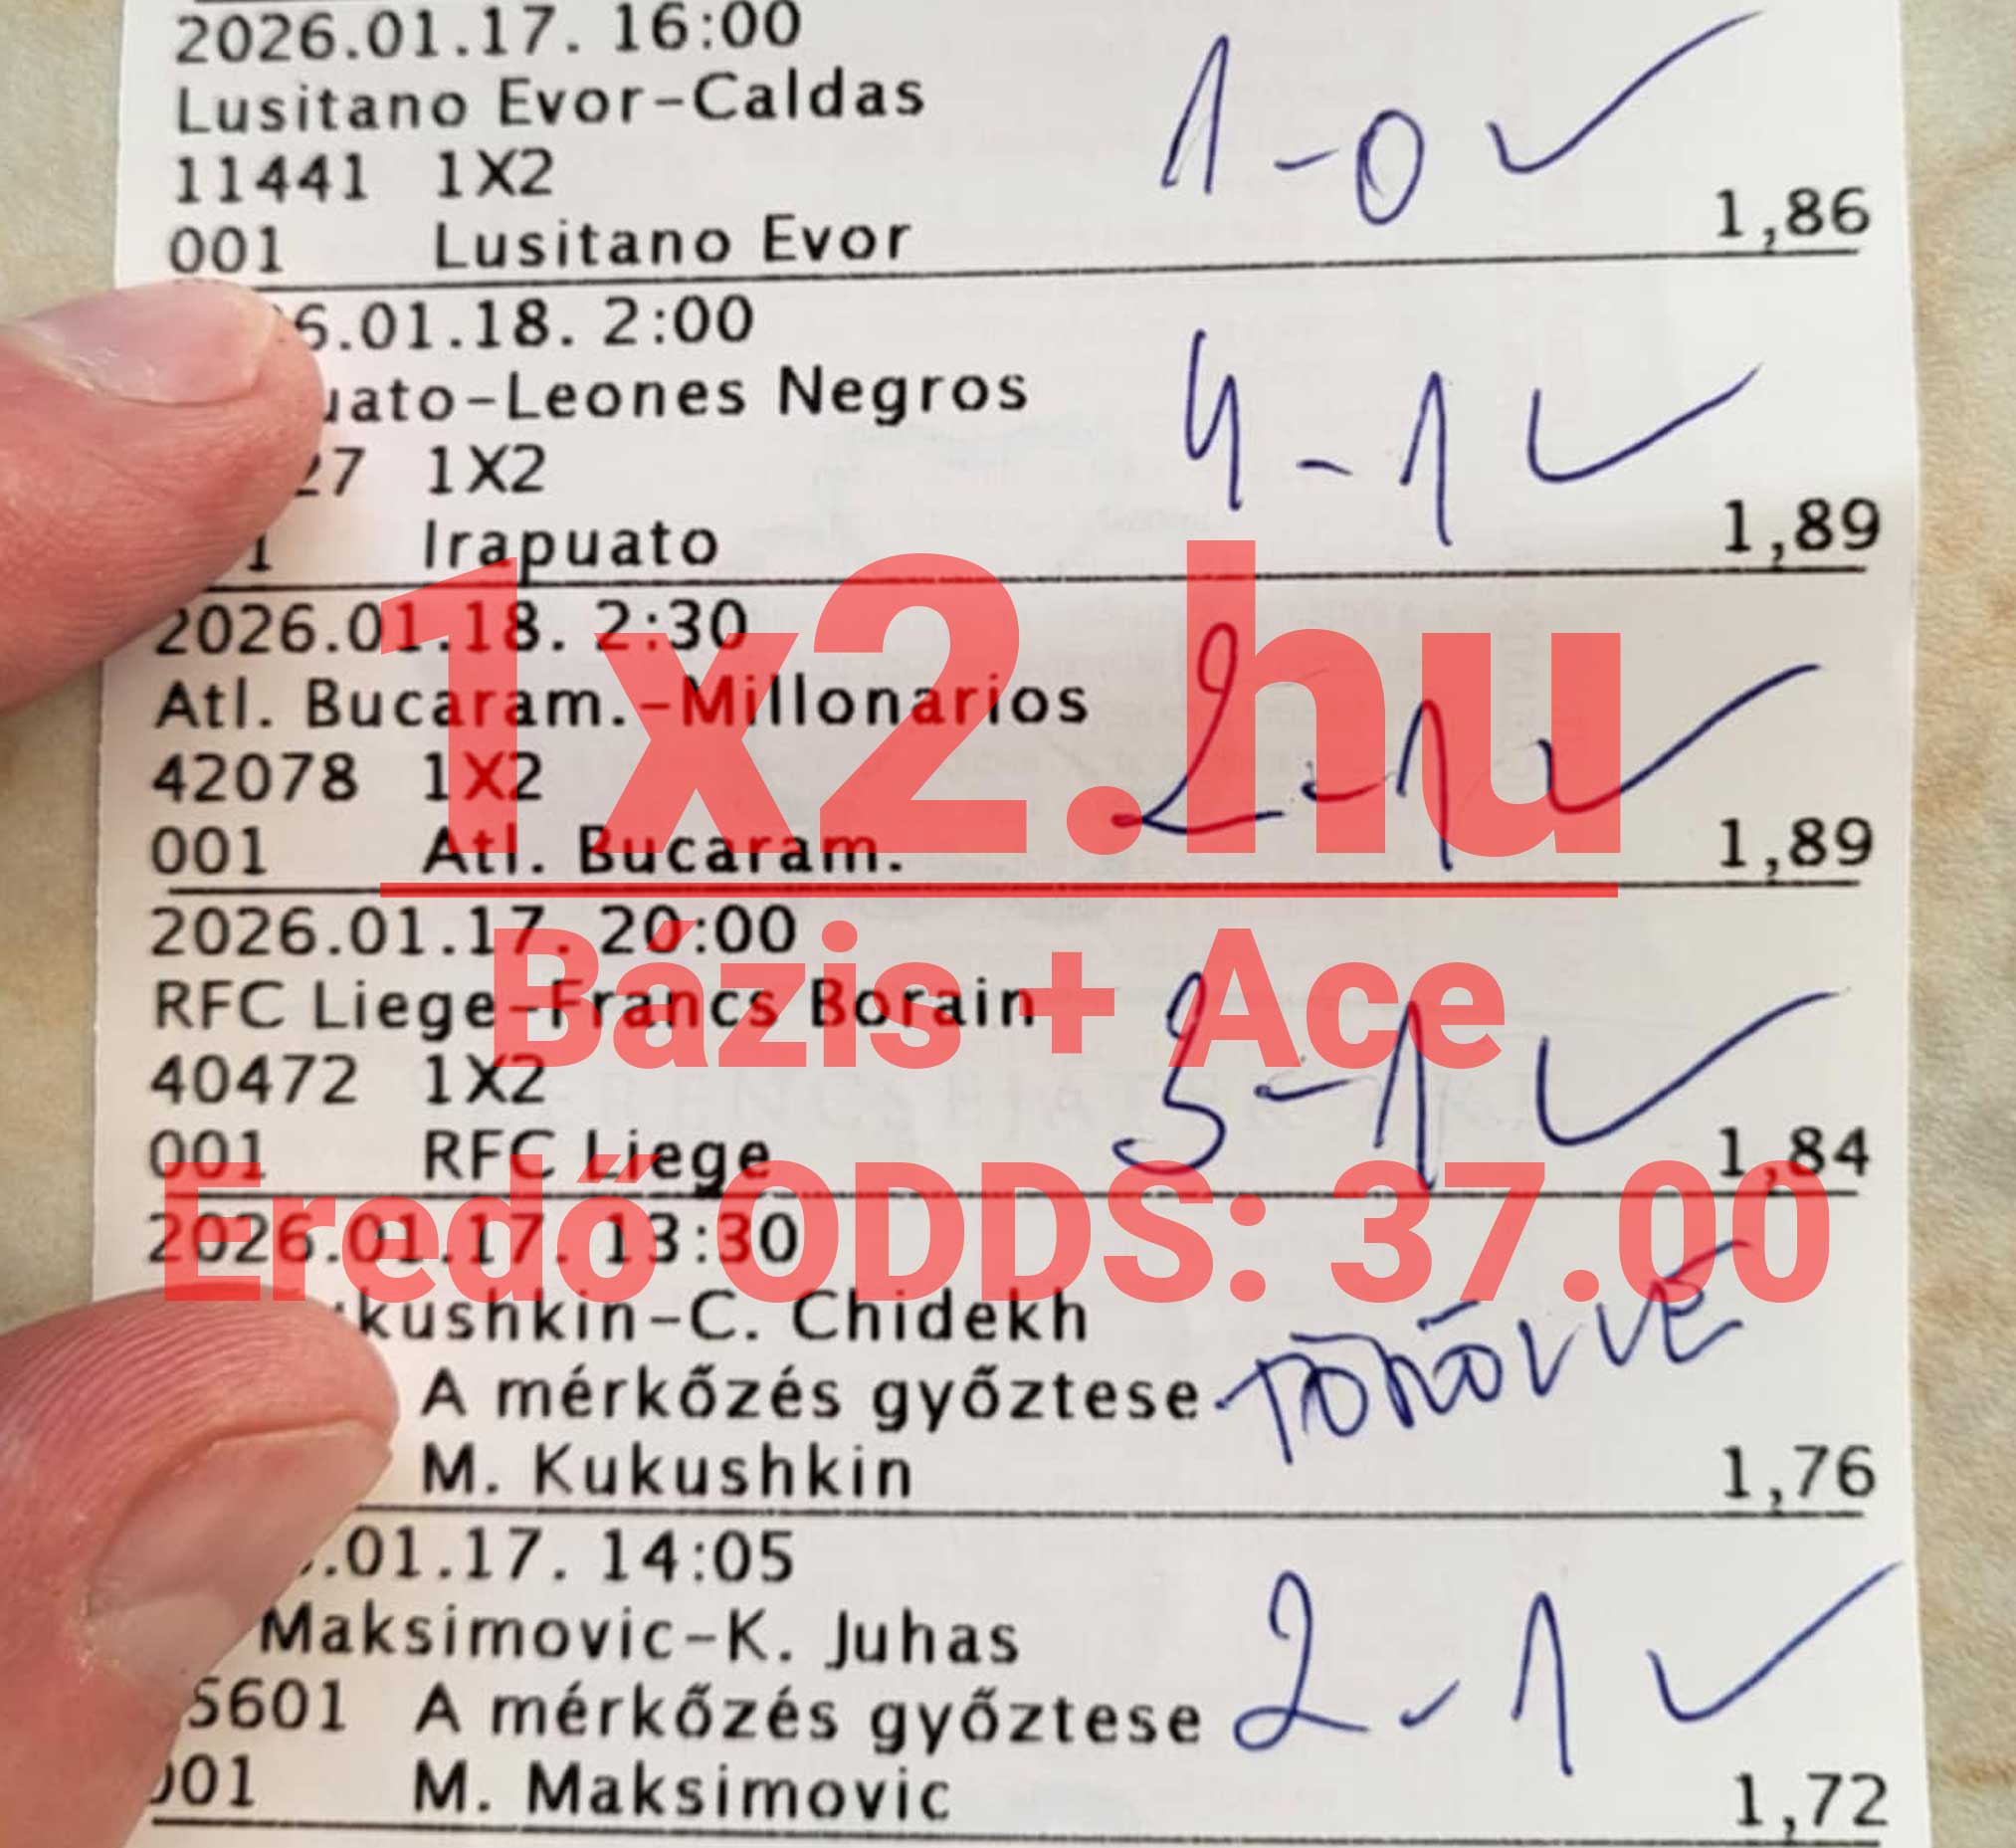 2026.01.17. 16:00
Lusitano Evor-Caldas
11441 1X2
1-0
001 Lusitano Evor 1,86
6.01.18. 2:00
uato-Leones Negros
27 1X2
4-1
1 Irapuato 1,89
2026.01.18. 2:30
Atl. Bucaram.-Millonarios
42078 1X2
2-1
001 Atl. Bucaram. 1,89
1x2.hu
2026.01.17. 20:00
Bázis + Ace
RFC Liege-Francs Borain
40472 1X2
3-1
001 RFC Liege 1,84
Eredő ODDS: 37.00
2026.01.17. 13:30
kushkin-C. Chidekh
A mérkőzés győztese TÖRÖLVE
M. Kukushkin 1,76
.01.17. 14:05
Maksimovic-K. Juhas
5601 A mérkőzés győztese 2-1
001 M. Maksimovic 1,72